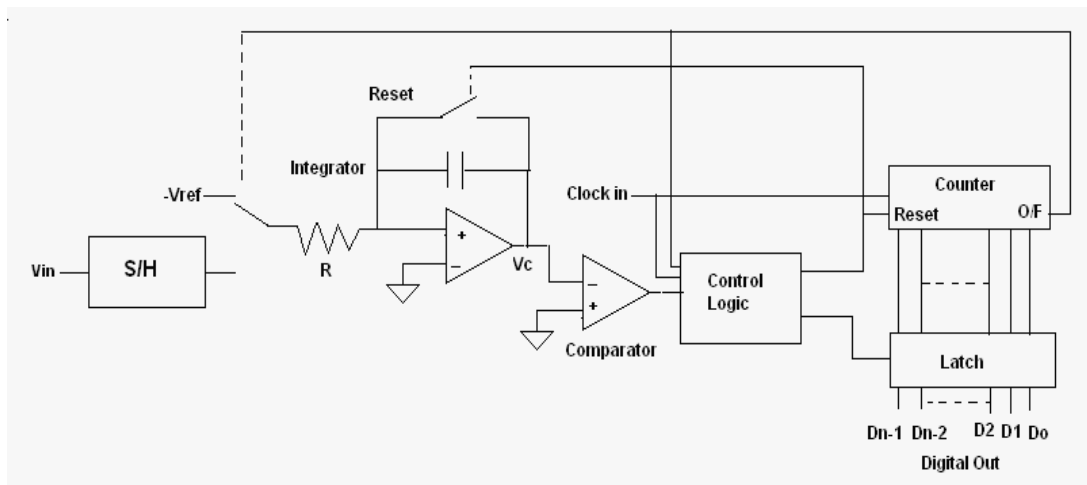 Reset
Integrator
-Vref
Clock in
Counter
Reset
O/F
Vin
S/H
R
+
−
Vc
−
+
Comparator
Control
Logic
Latch
Dn-1
Dn-2
D2
D1
Do
Digital Out